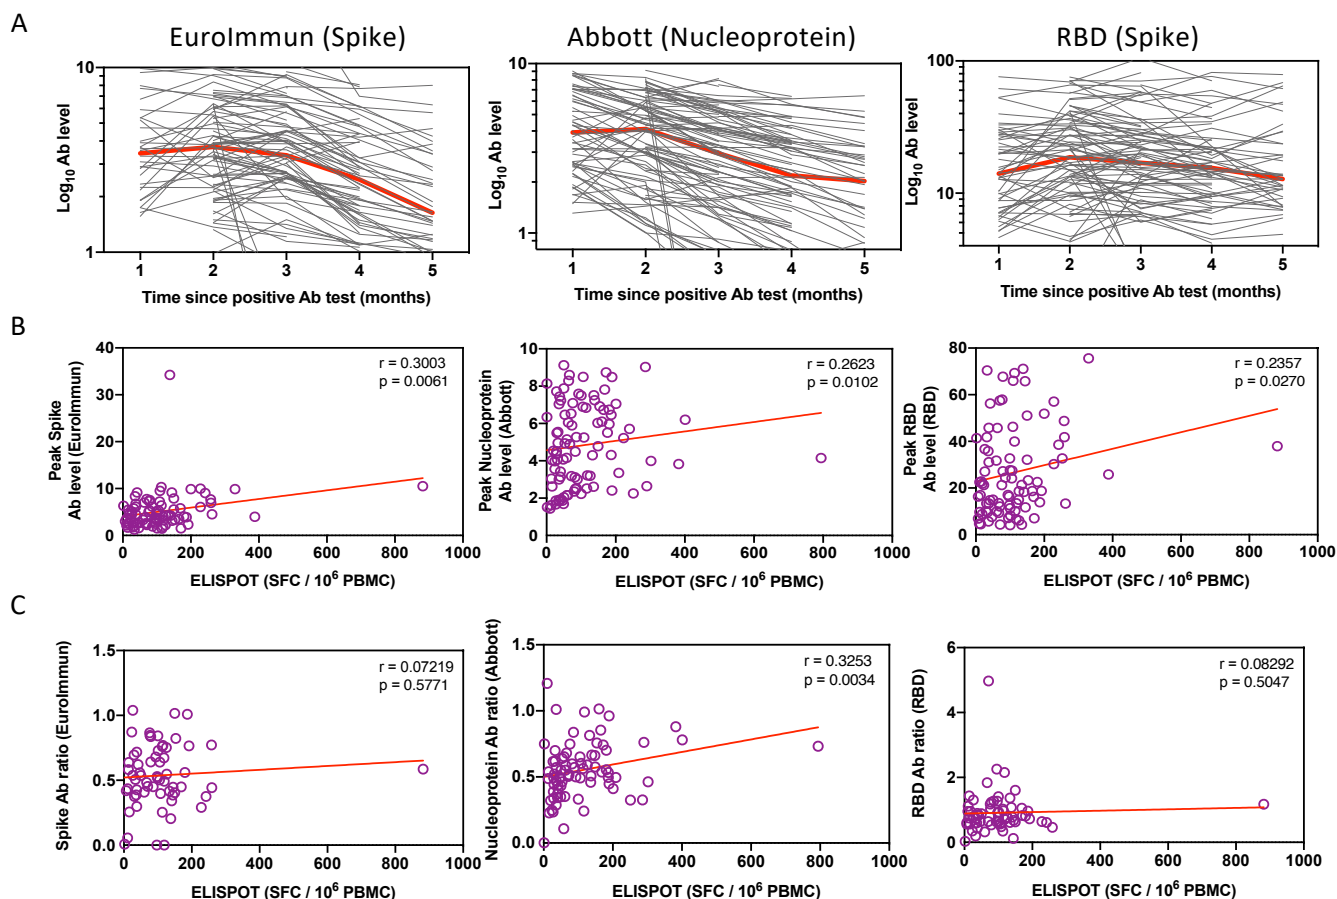 A
EuroImmun (Spike)
Abbott (Nucleoprotein)
RBD (Spike)
10
1
Log10 Ab level
1 2 3 4 5
Time since positive Ab test (months)
10
1
Log10 Ab level
1 2 3 4 5
Time since positive Ab test (months)
100
10
Log10 Ab level
1 2 3 4 5
Time since positive Ab test (months)
B
40
30
20
10
0
Peak Spike
Ab level (EuroImmun)
r = 0.3003
p = 0.0061
0 200 400 600 800 1000
ELISPOT (SFC / 10^6 PBMC)
10
8
6
4
2
0
Peak Nucleoprotein
Ab level (Abbott)
r = 0.2623
p = 0.0102
0 200 400 600 800 1000
ELISPOT (SFC / 10^6 PBMC)
80
60
40
20
0
Peak RBD
Ab level (RBD)
r = 0.2357
p = 0.0270
0 200 400 600 800 1000
ELISPOT (SFC / 10^6 PBMC)
C
1.5
1.0
0.5
0.0
Spike Ab ratio (EuroImmun)
r = 0.07219
p = 0.5771
0 200 400 600 800 1000
ELISPOT (SFC / 10^6 PBMC)
1.5
1.0
0.5
0.0
Nucleoprotein Ab ratio (Abbott)
r = 0.3253
p = 0.0034
0 200 400 600 800 1000
ELISPOT (SFC / 10^6 PBMC)
6
4
2
0
RBD Ab ratio (RBD)
r = 0.08292
p = 0.5047
0 200 400 600 800 1000
ELISPOT (SFC / 10^6 PBMC)